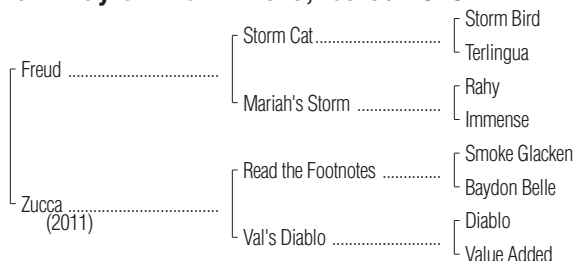 Storm Bird
Storm Cat
Terlingua
Freud
Rahy
Mariah's Storm
Immense
Smoke Glacken
Read the Footnotes
Baydon Belle
Zucca
(2011)
Diablo
Val's Diablo
Value Added